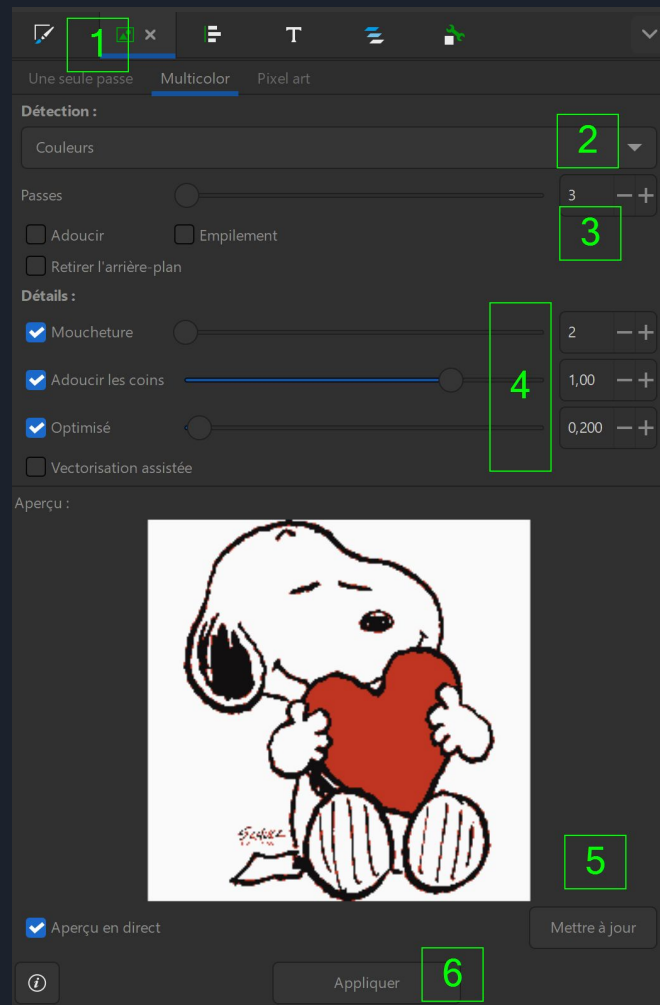 1
T
Une seule passe Multicolor Pixel art
Détection :
Couleurs 2
Passes 3
3
Adoucir Empilement
Retirer l'arrière-plan
Détails :
Moucheture 2
Adoucir les coins 4 1,00
Optimisé 0,200
Vectorisation assistée
Aperçu :
Schulz
5
Aperçu en direct Mettre à jour
Appliquer 6